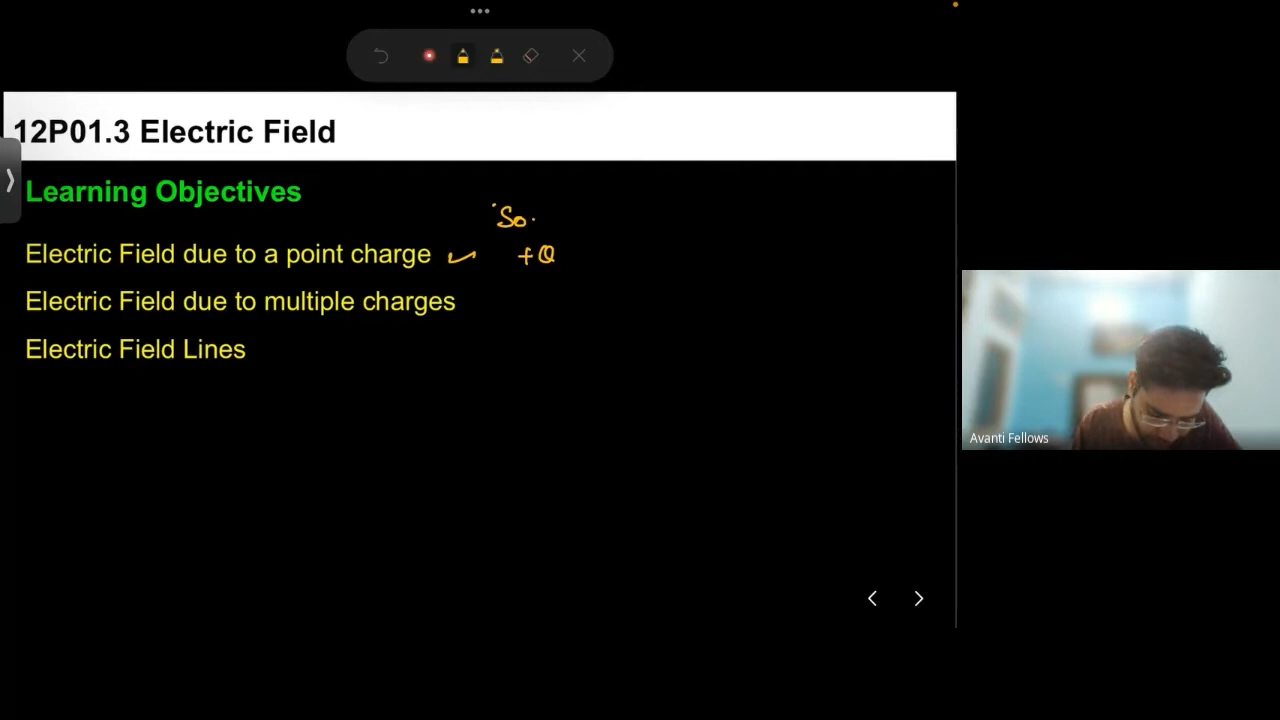 12P01.3 Electric Field
Learning Objectives
So.
Electric Field due to a point charge
+Q
Electric Field due to multiple charges
Electric Field Lines
Avanti Fellows